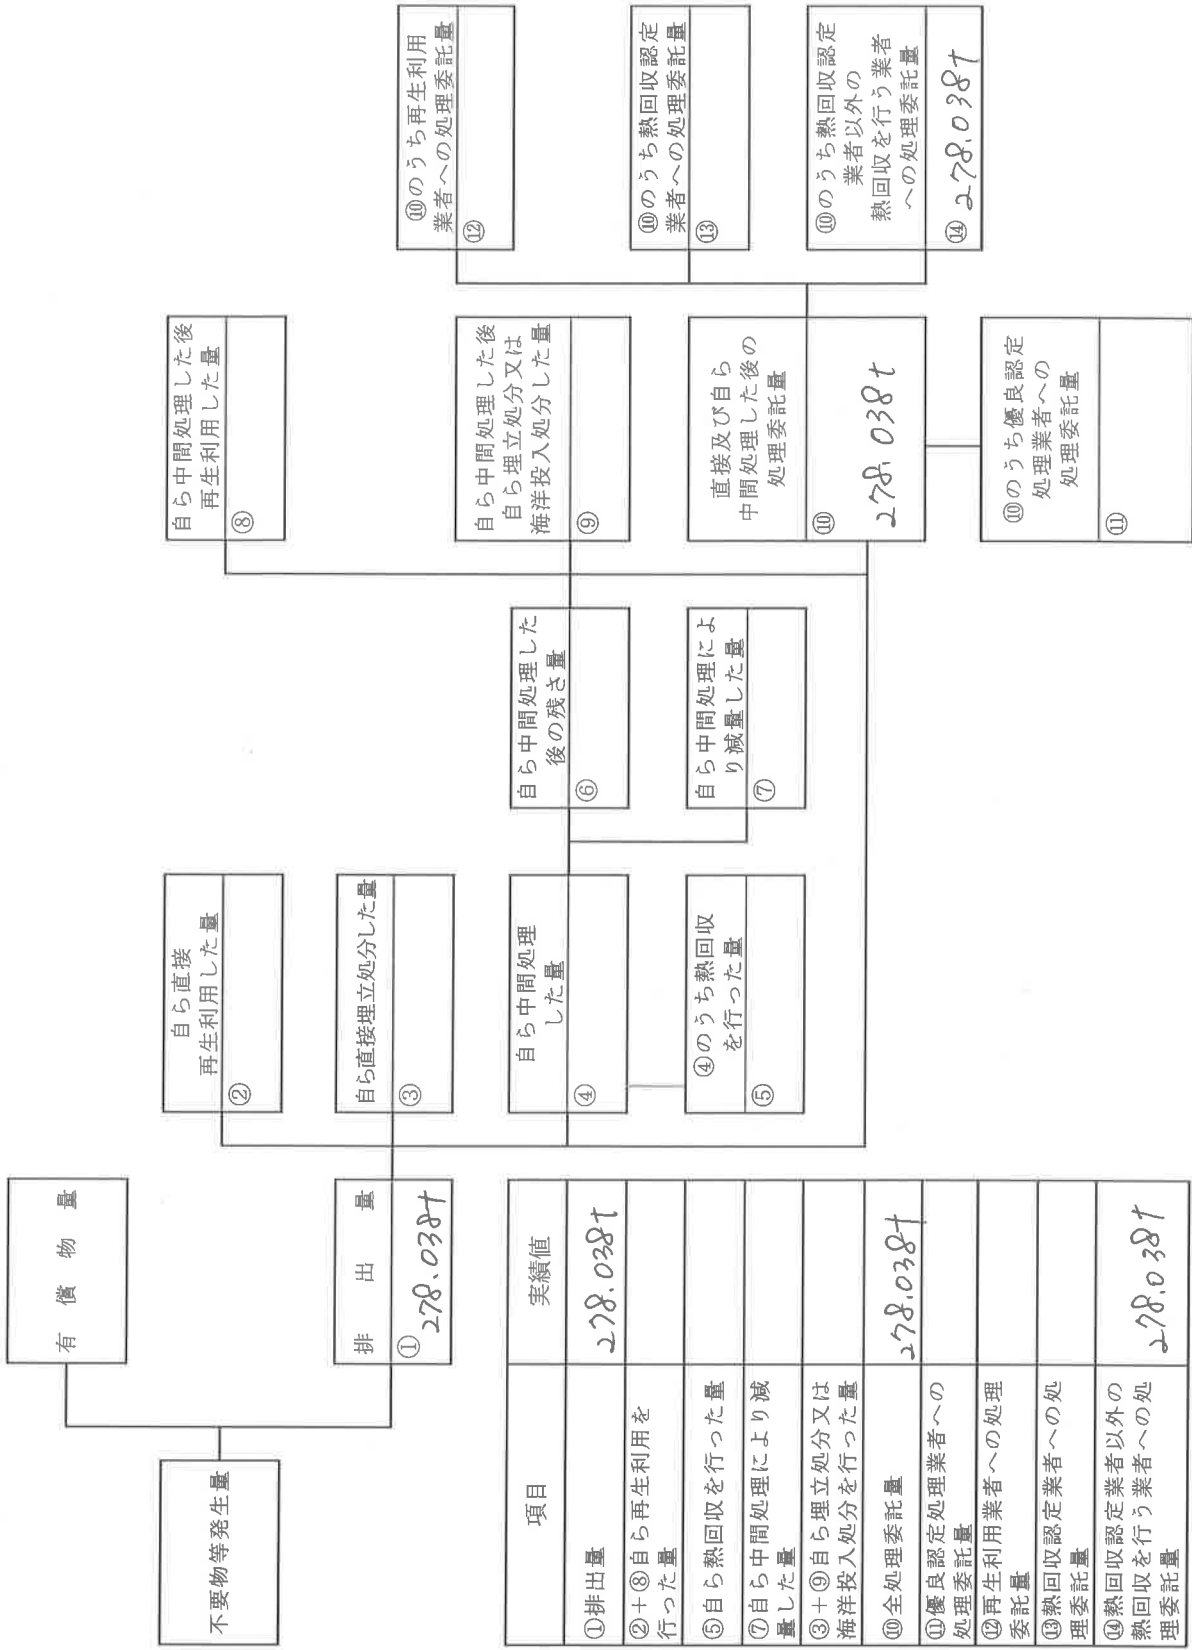 不要物等発生量
有償物量
排出量
①
278.038t
自ら直接
再生利用した量
②
自ら直接埋立処分した量
③
自ら中間処理
した量
④
④のうち熱回収
を行った量
⑤
自ら中間処理した
後の残さ量
⑥
自ら中間処理によ
り減量した量
⑦
自ら中間処理した後
再生利用した量
⑧
自ら中間処理した後
自ら埋立処分又は
海洋投入処分した量
⑨
直接及び自ら
中間処理した後の
処理委託量
⑩
278.038t
⑩のうち優良認定
処理業者への
処理委託量
⑪
⑩のうち再生利用
業者への処理委託量
⑫
⑩のうち熱回収認定
業者への処理委託量
⑬
⑩のうち熱回収認定
業者以外の
熱回収を行う業者
への処理委託量
⑭ 278.038t
項目 実績値
①排出量 278.038t
②+⑧自ら再生利用を
行った量
⑤自ら熱回収を行った量
⑦自ら中間処理により減
量した量
③+⑨自ら埋立処分又は
海洋投入処分を行った量
⑩全処理委託量 278.038t
⑪優良認定処理業者への
処理委託量
⑫再生利用業者への処理
委託量
⑬熱回収認定業者への処
理委託量
⑭熱回収認定業者以外の
熱回収を行う業者への処
理委託量
278.038t